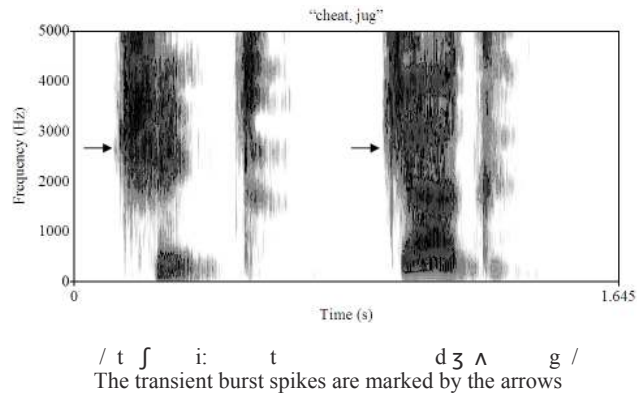 “cheat, jug”
5000
4000
3000
2000
1000
0
Frequency (Hz)
0 1.645
Time (s)
/ t ʃ i: t d ʒ ʌ g /
The transient burst spikes are marked by the arrows